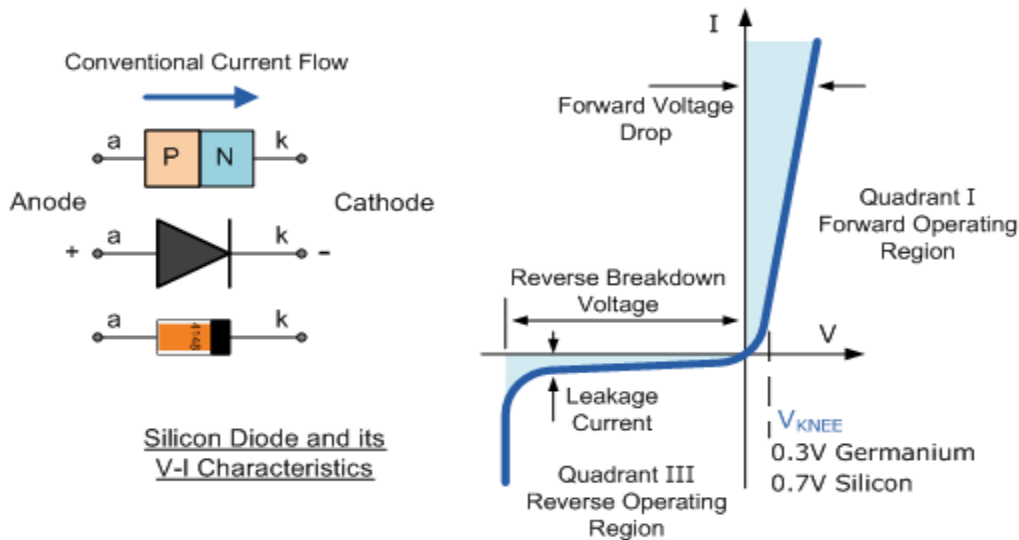 Conventional Current Flow
a
P
N
k
Anode
Cathode
+
a
k
-
a
4148
k
Silicon Diode and its
V-I Characteristics
I
Forward Voltage
Drop
Quadrant I
Forward Operating
Region
Reverse Breakdown
Voltage
V
Leakage
Current
VKNEE
0.3V Germanium
0.7V Silicon
Quadrant III
Reverse Operating
Region